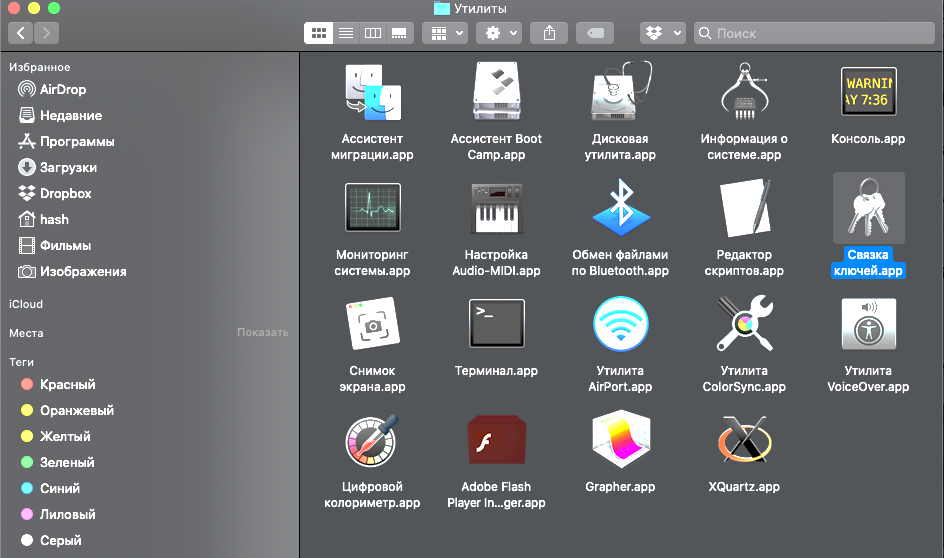 Утилиты
Поиск
Избранное
AirDrop
Недавние
Программы
Загрузки
Dropbox
hash
Фильмы
Изображения
iCloud
Места
Показать
Теги
Красный
Оранжевый
Желтый
Зеленый
Синий
Лиловый
Серый
Ассистент
миграции.app
Ассистент Boot
Camp.app
Дисковая
утилита.app
Информация о
системе.app
WARNIN
AY 7:36
Консоль.app
Мониторинг
системы.app
Настройка
Audio-MIDI.app
Обмен файлами
по Bluetooth.app
Редактор
скриптов.app
Связка
ключей.app
Снимок
экрана.app
>_
Терминал.app
Утилита
AirPort.app
Утилита
ColorSync.app
Утилита
VoiceOver.app
Цифровой
колориметр.app
Adobe Flash
Player In...ger.app
Grapher.app
XQuartz.app